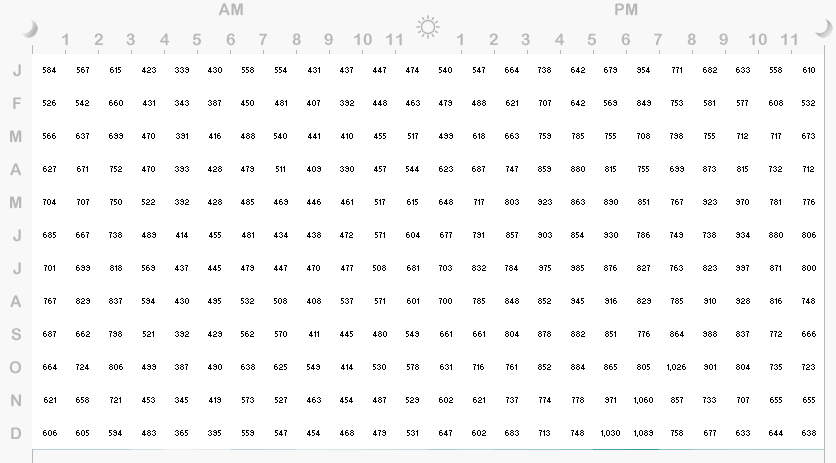 AM PM
1 2 3 4 5 6 7 8 9 10 11 1 2 3 4 5 6 7 8 9 10 11
J 584 567 615 423 339 430 558 554 431 437 447 474 540 547 664 738 642 679 954 771 682 633 558 610
F 526 542 660 431 343 387 450 481 407 392 448 463 479 488 621 707 642 569 849 753 581 577 608 532
M 566 637 699 470 391 416 488 540 441 410 455 517 499 618 663 759 785 755 708 798 755 712 717 673
A 627 671 752 470 393 428 479 511 409 390 457 544 623 687 747 859 880 815 755 699 873 815 732 712
M 704 707 750 522 392 428 485 469 446 461 517 615 648 717 803 923 863 890 851 767 923 970 781 776
J 685 667 738 489 414 455 481 434 438 472 571 604 677 791 857 903 854 930 786 749 738 934 880 806
J 701 699 818 569 437 445 479 447 470 477 508 681 703 832 784 975 985 876 827 763 823 997 871 800
A 767 829 837 594 430 495 532 508 408 537 571 601 700 785 848 852 945 916 829 785 910 928 816 748
S 687 662 798 521 392 429 562 570 411 445 480 549 661 661 804 878 882 851 776 864 988 837 772 666
O 664 724 806 499 387 490 638 625 549 414 530 578 631 716 761 852 884 865 805 1,026 901 804 735 723
N 621 658 721 453 345 419 573 527 463 454 487 529 602 621 737 774 778 971 1,060 857 733 707 655 655
D 606 605 594 483 365 395 559 547 454 468 479 531 647 602 683 713 748 1,030 1,089 758 677 633 644 638